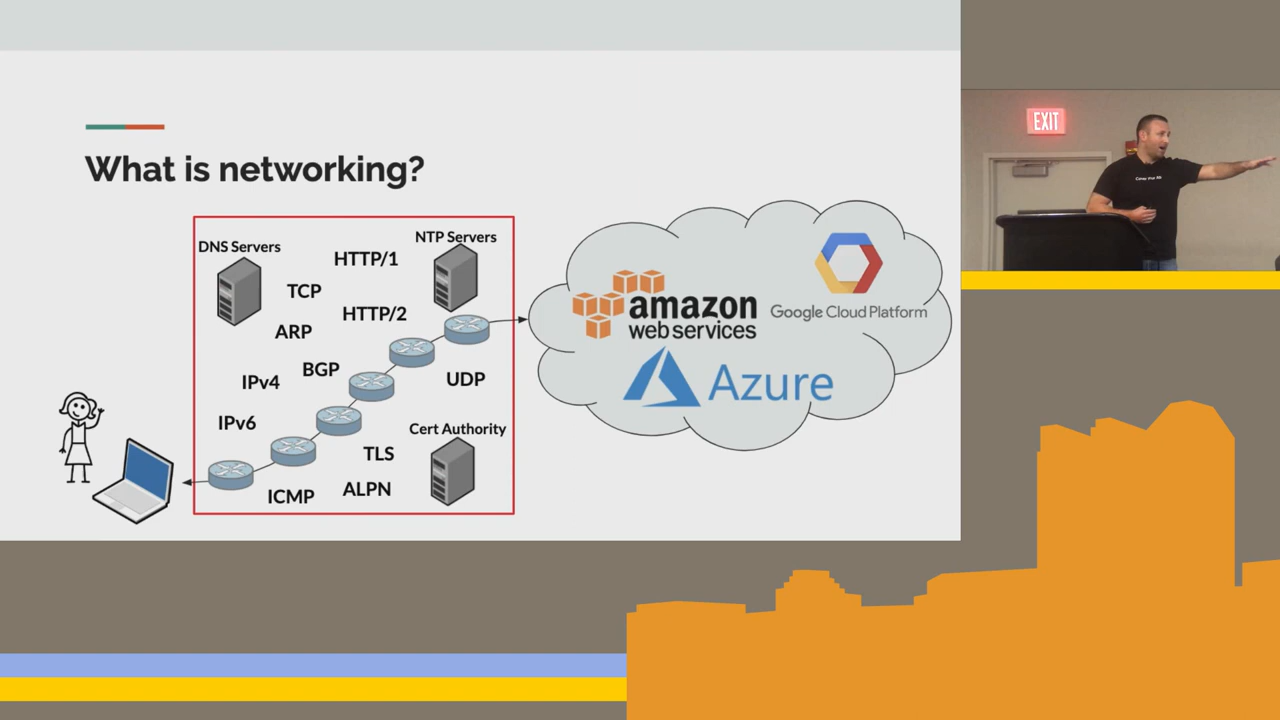 What is networking?
DNS Servers
NTP Servers
HTTP/1
TCP
HTTP/2
ARP
BGP
UDP
IPv4
IPv6
Cert Authority
TLS
ICMP
ALPN
amazon
web services
Google Cloud Platform
Azure
EXIT